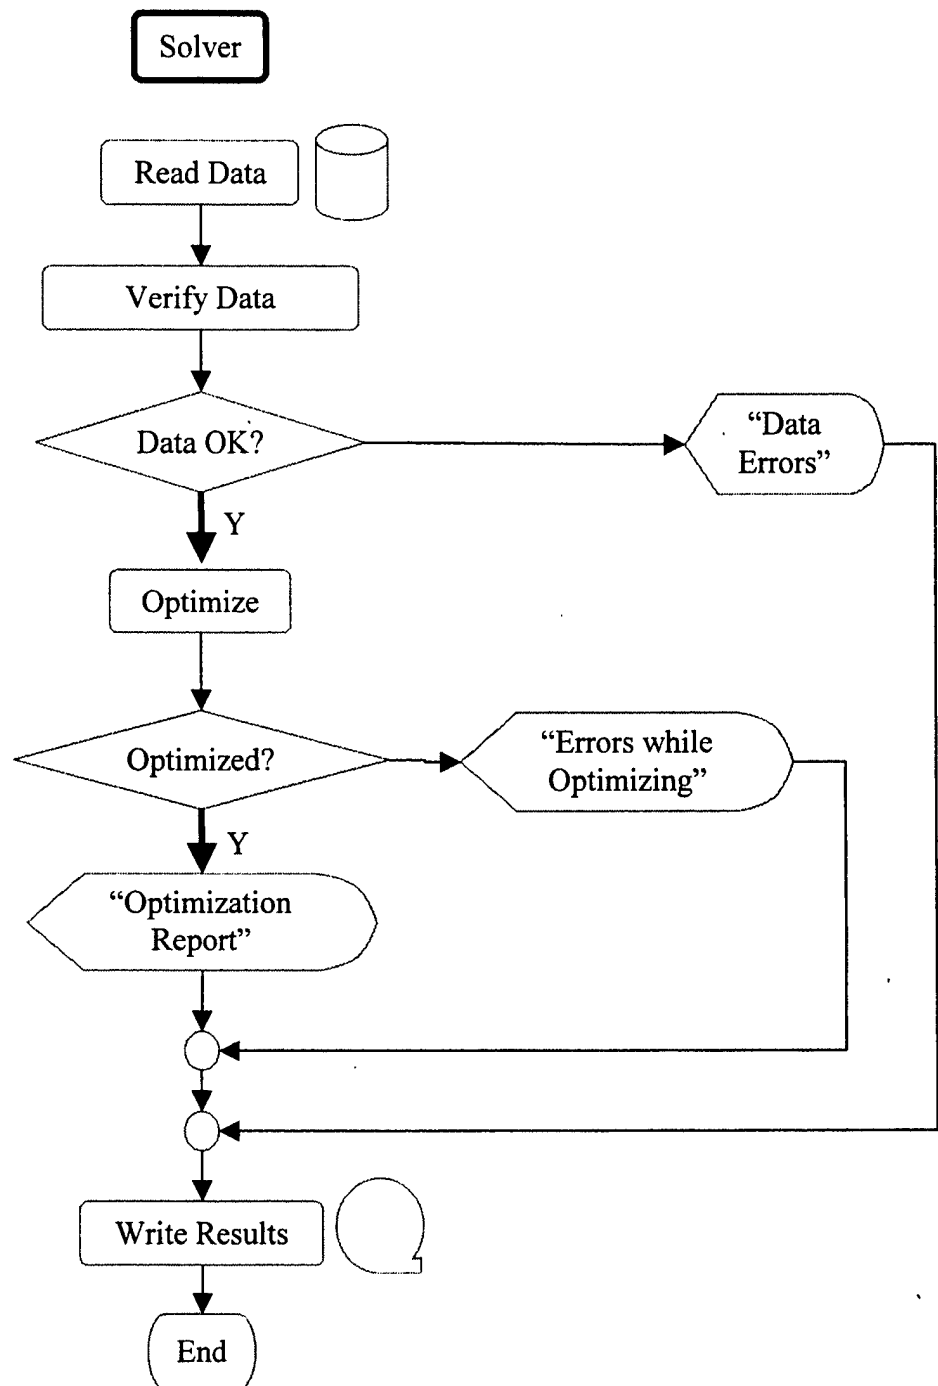 Solver
Read Data
Verify Data
Data OK?
“Data
Errors”
Y
Optimize
Optimized?
“Errors while
Optimizing”
Y
“Optimization
Report”
Write Results
End